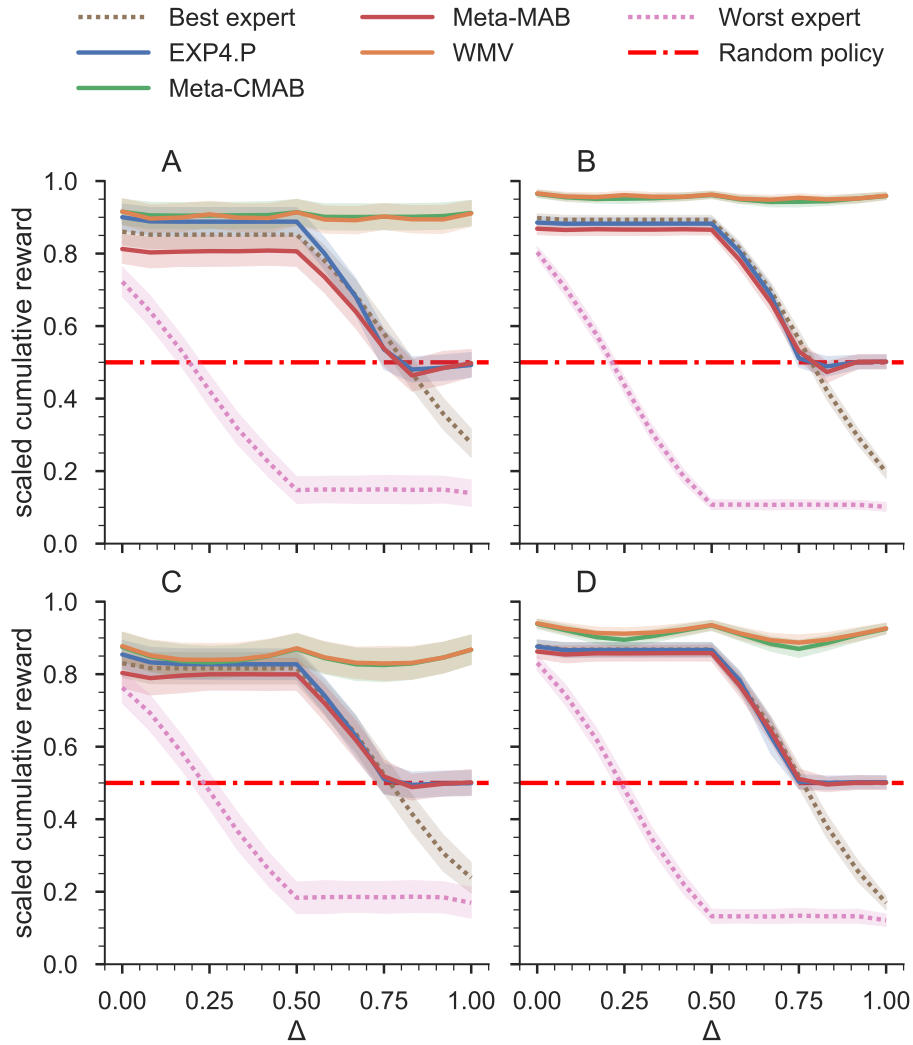 Best expert Meta-MAB Worst expert
EXP4.P WMV Random policy
Meta-CMAB
A B
1.0
0.8
0.6
0.4
0.2
0.0
scaled cumulative reward
C D
1.0
0.8
0.6
0.4
0.2
0.0
scaled cumulative reward
0.00 0.25 0.50 0.75 1.00 0.00 0.25 0.50 0.75 1.00
Δ Δ